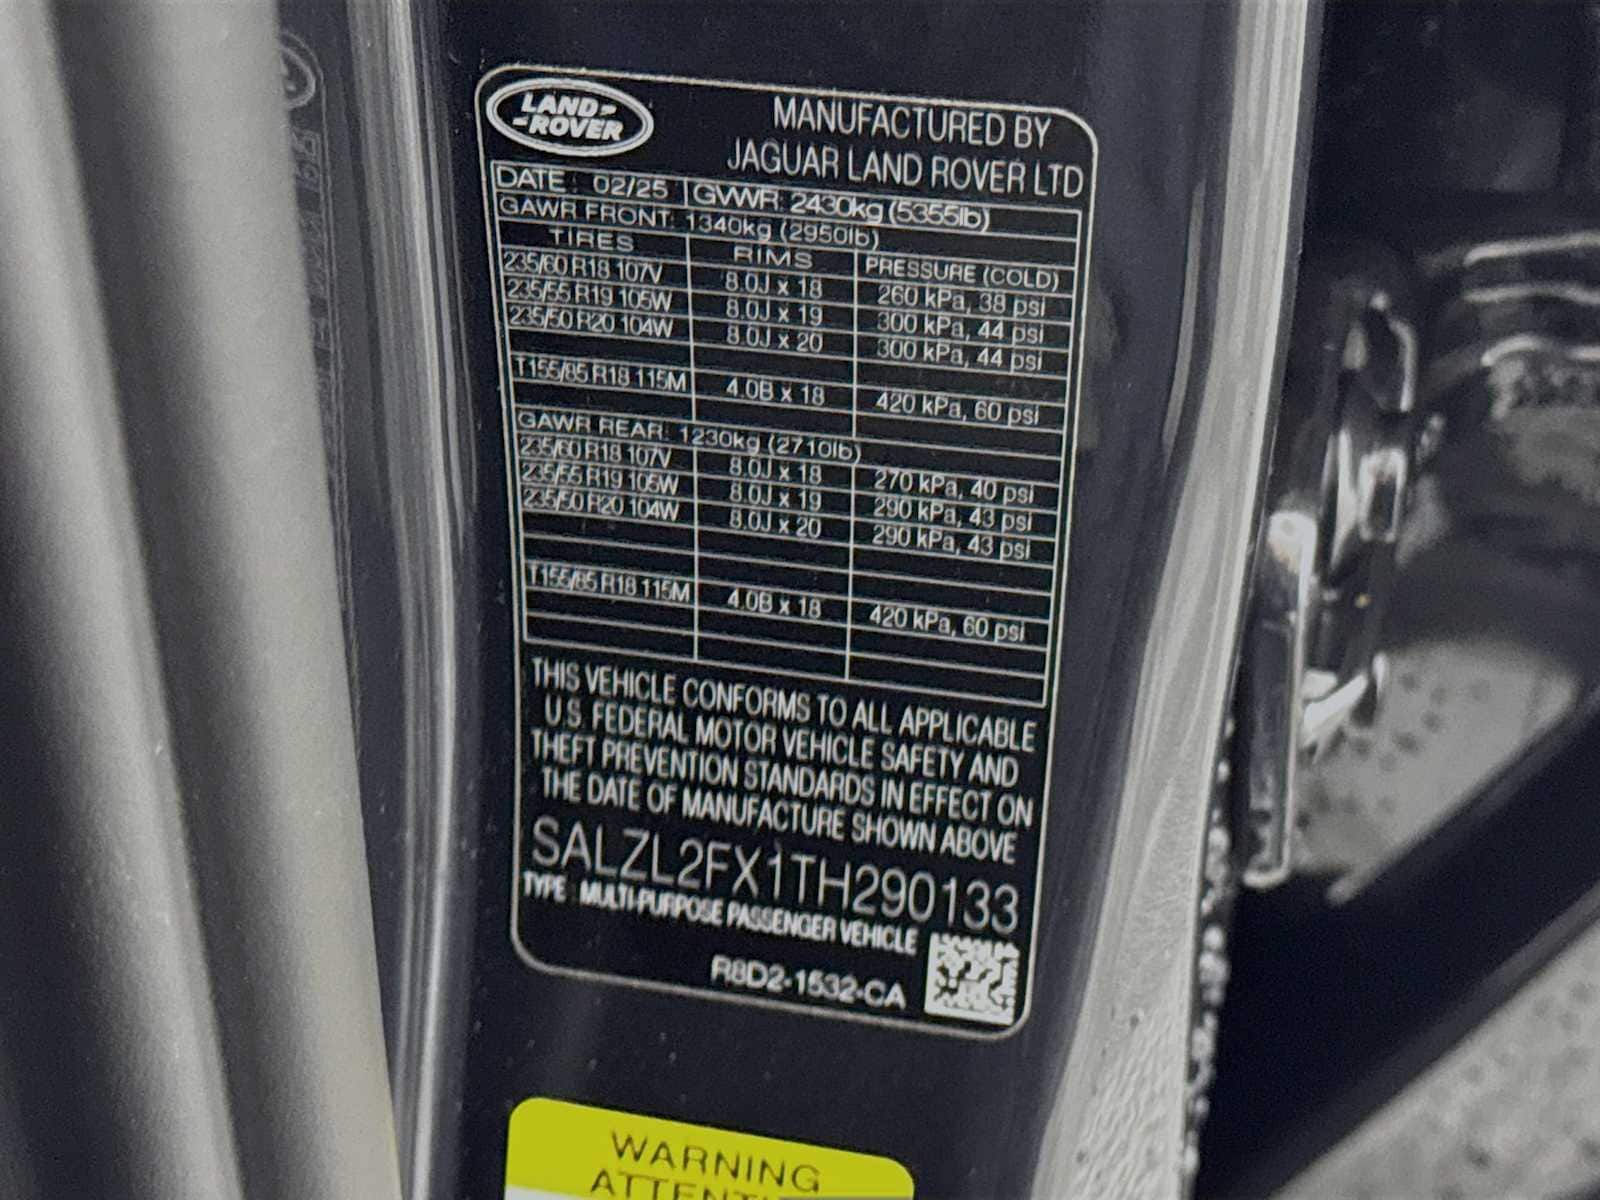 LAND-
-ROVER
MANUFACTURED BY
JAGUAR LAND ROVER LTD
DATE : 02/25 GVWR: 2430kg (5355lb)
GAWR FRONT: 1340kg (2950lb)
TIRES RIMS PRESSURE (COLD)
235/60 R18 107V 8.0J x 18 260 kPa, 38 psi
235/55 R19 105W 8.0J x 19 300 kPa, 44 psi
235/50 R20 104W 8.0J x 20 300 kPa, 44 psi
T155/85 R18 115M 4.0B x 18 420 kPa, 60 psi
GAWR REAR: 1230kg (2710lb)
235/60 R18 107V 8.0J x 18 270 kPa, 40 psi
235/55 R19 105W 8.0J x 19 290 kPa, 43 psi
235/50 R20 104W 8.0J x 20 290 kPa, 43 psi
T155/85 R18 115M 4.0B x 18 420 kPa, 60 psi
THIS VEHICLE CONFORMS TO ALL APPLICABLE
U.S. FEDERAL MOTOR VEHICLE SAFETY AND
THEFT PREVENTION STANDARDS IN EFFECT ON
THE DATE OF MANUFACTURE SHOWN ABOVE
SALZL2FX1TH290133
TYPE : MULTI-PURPOSE PASSENGER VEHICLE
R8D2-1532-CA
WARNING